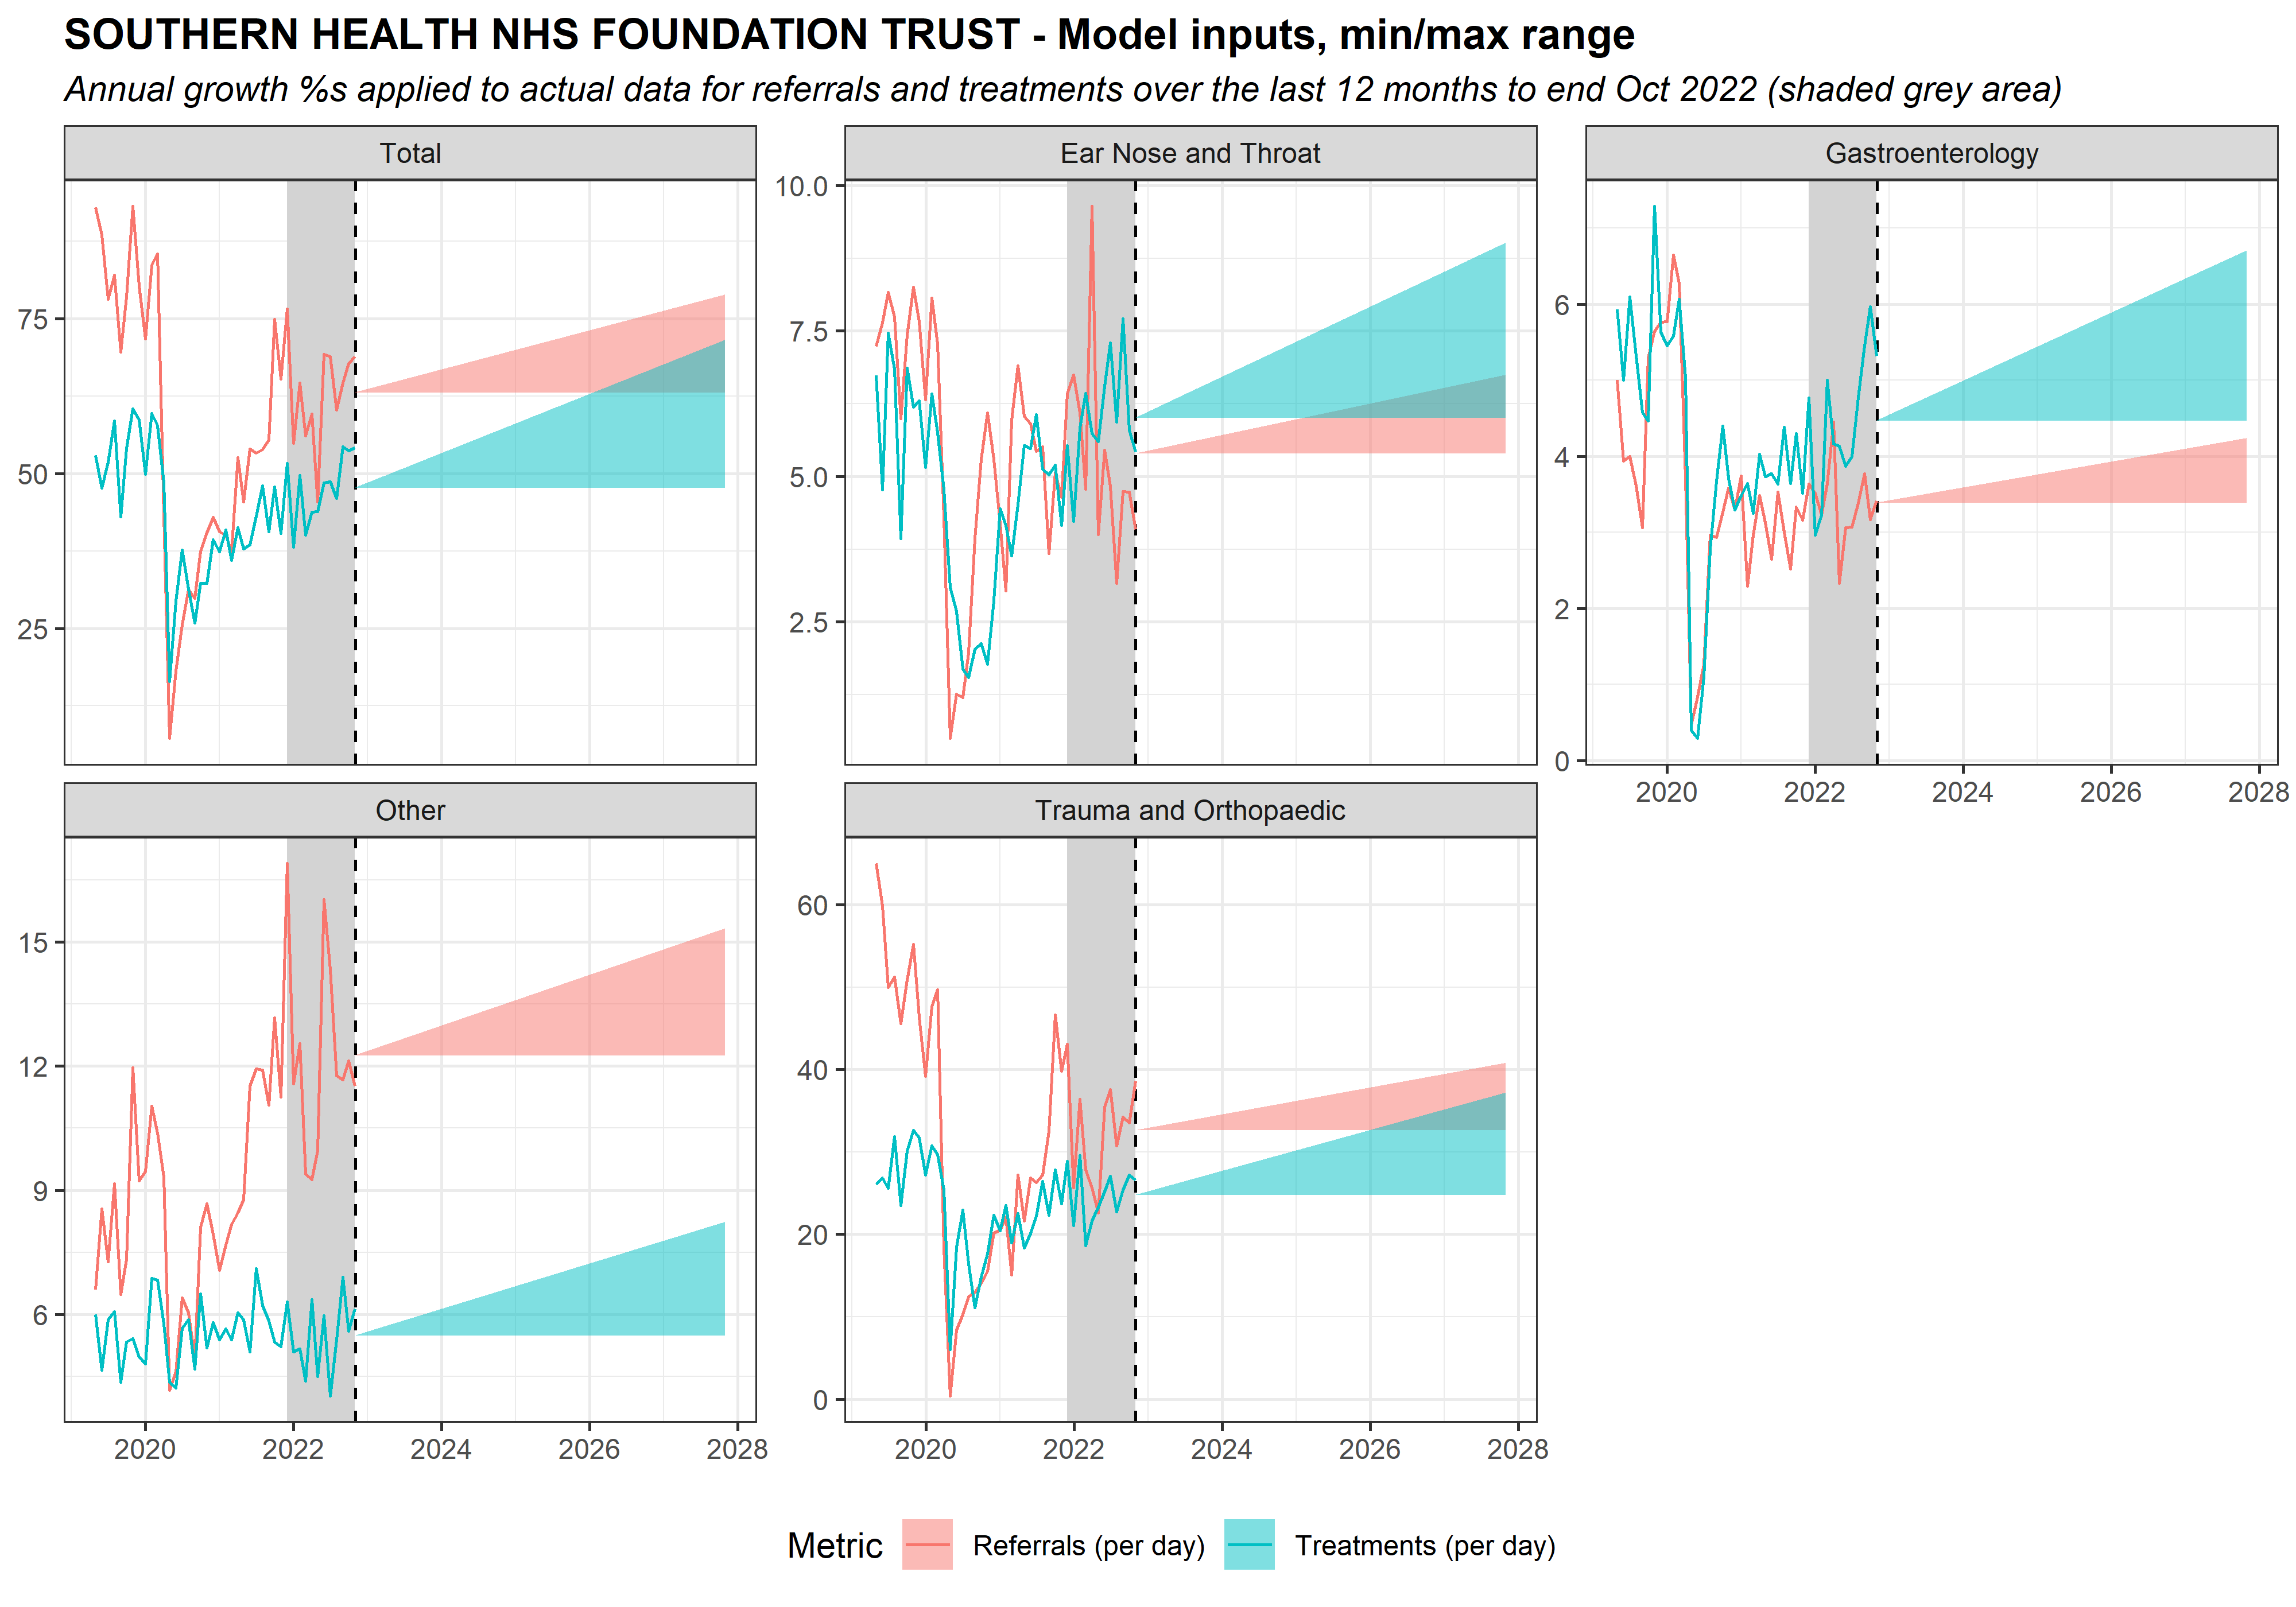 SOUTHERN HEALTH NHS FOUNDATION TRUST - Model inputs, min/max range
Annual growth %s applied to actual data for referrals and treatments over the last 12 months to end Oct 2022 (shaded grey area)
Total
75
50
25
Ear Nose and Throat
10.0
7.5
5.0
2.5
Gastroenterology
6
4
2
0
2020 2022 2024 2026 2028
Other
15
12
9
6
2020 2022 2024 2026 2028
Trauma and Orthopaedic
60
40
20
0
2020 2022 2024 2026 2028
Metric Referrals (per day) Treatments (per day)